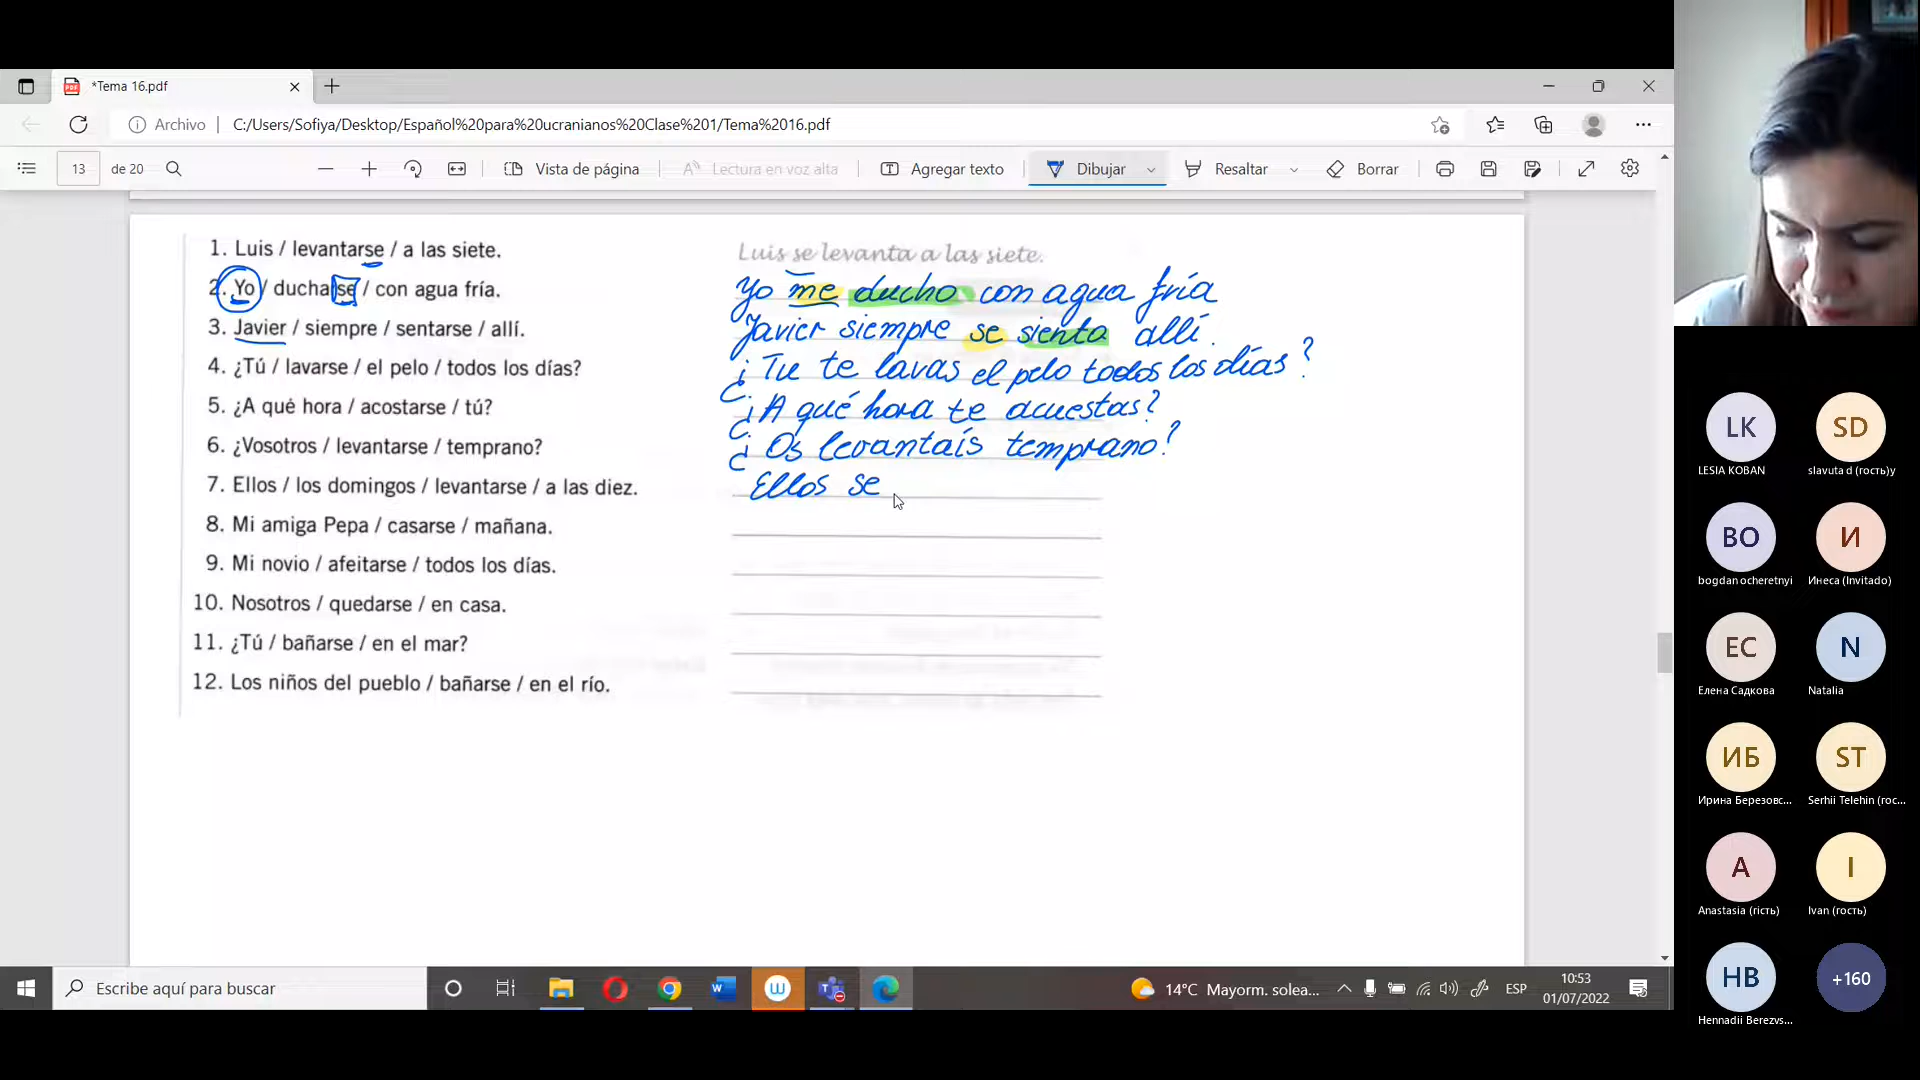 *Tema 16.pdf
Archivo
C:/Users/Sofiya/Desktop/Español%20para%20ucranianos%20Clase%201/Tema%2016.pdf
13 de 20
Vista de página
Lectura en voz alta
Agregar texto
Dibujar
Resaltar
Borrar
1. Luis / levantarse / a las siete.
Luis se levanta a las siete.
2. Yo / ducharse / con agua fría.
Yo me ducho con agua fría
3. Javier / siempre / sentarse / allí.
Javier siempre se sienta allí.
4. ¿Tú / lavarse / el pelo / todos los días?
¿Tu te lavas el pelo todos los días?
5. ¿A qué hora / acostarse / tú?
¿A qué hora te acuestas?
6. ¿Vosotros / levantarse / temprano?
¿Os levantaís temprano?
7. Ellos / los domingos / levantarse / a las diez.
Ellos se
8. Mi amiga Pepa / casarse / mañana.
9. Mi novio / afeitarse / todos los días.
10. Nosotros / quedarse / en casa.
11. ¿Tú / bañarse / en el mar?
12. Los niños del pueblo / bañarse / en el río.
LK
LESIA KOBAN
SD
slavuta d (гость)y
BO
bogdan ocheretnyi
И
Инеса (Invitado)
EC
Елена Садкова
N
Natalia
ИБ
Ирина Березовс...
ST
Serhii Telehin (гос...
A
Anastasia (гість)
I
Ivan (гость)
HB
Hennadii Berezvs...
+160
Escribe aquí para buscar
14°C Mayorm. solea...
ESP
10:53
01/07/2022